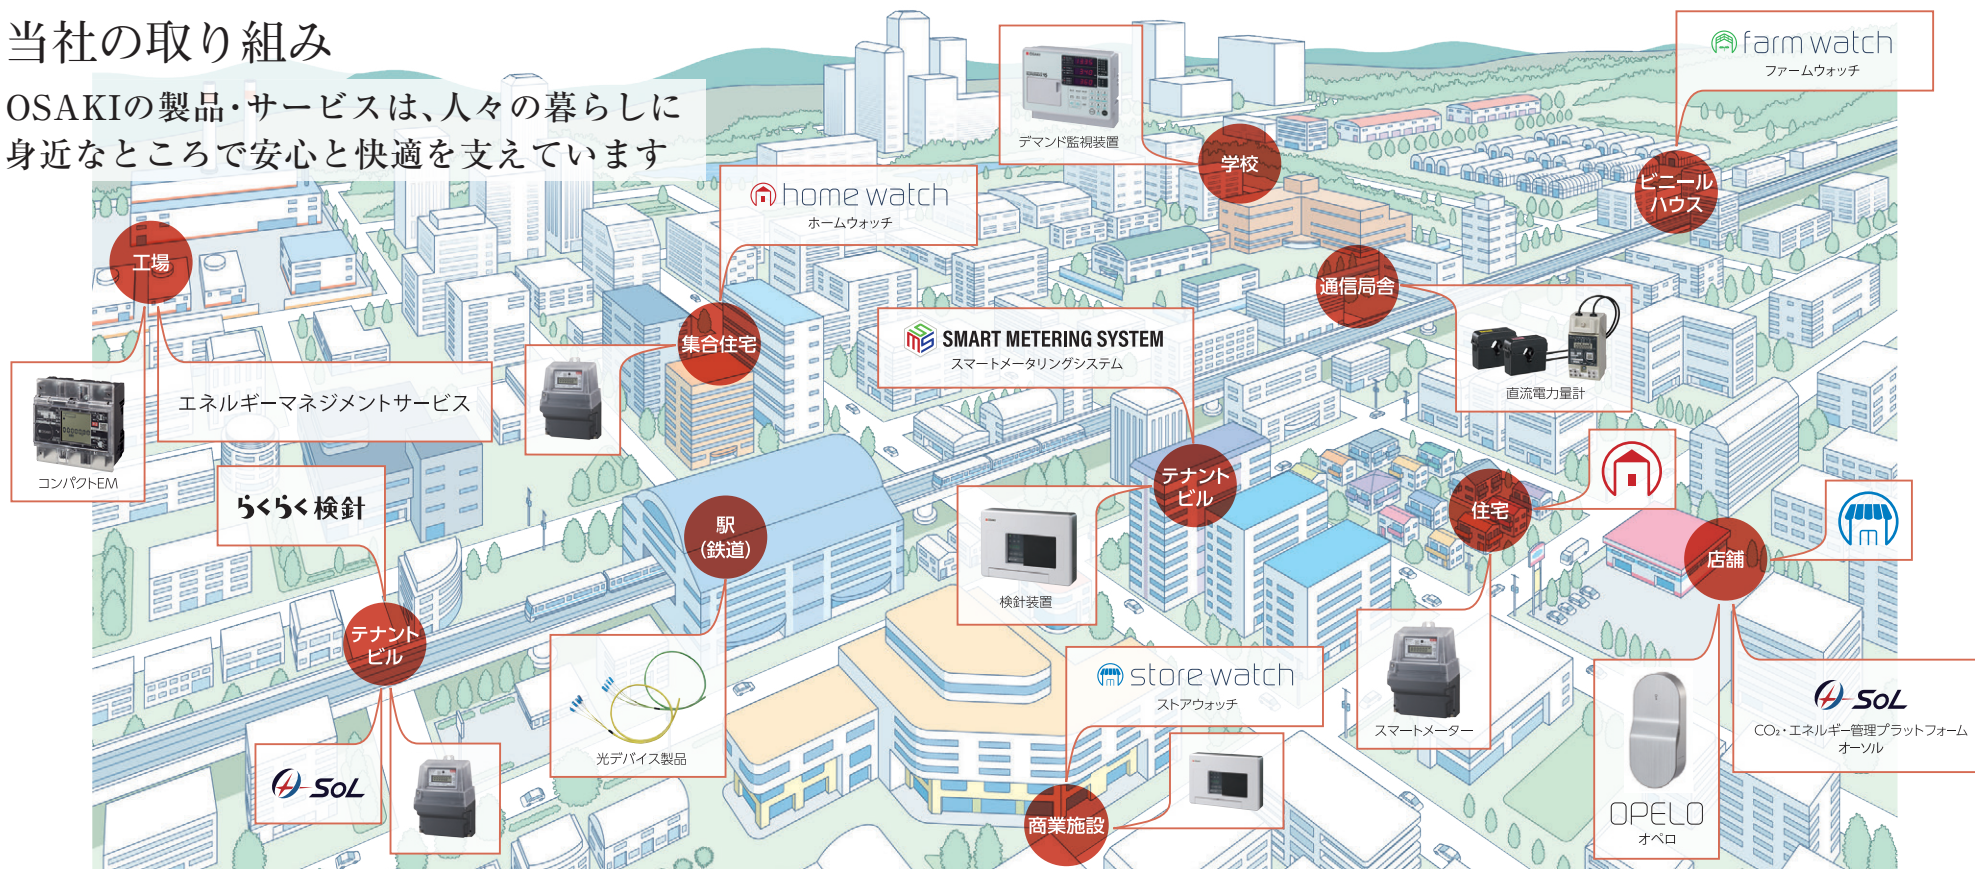 当社の取り組み
OSAKIの製品・サービスは、人々の暮らしに
身近なところで安心と快適を支えています
farm watch
ファームウォッチ
デマンド監視装置
学校
ビニール
ハウス
home watch
ホームウォッチ
工場
通信局舎
集合住宅
SMS
SMART METERING SYSTEM
スマートメータリングシステム
直流電力量計
エネルギーマネジメントサービス
コンパクトEM
らくらく検針
テナント
ビル
住宅
駅
(鉄道)
店舗
検針装置
テナント
ビル
store watch
ストアウォッチ
スマートメーター
光デバイス製品
SoL
SoL
CO₂・エネルギー管理プラットフォーム
オーソル
OPELO
オペロ
商業施設